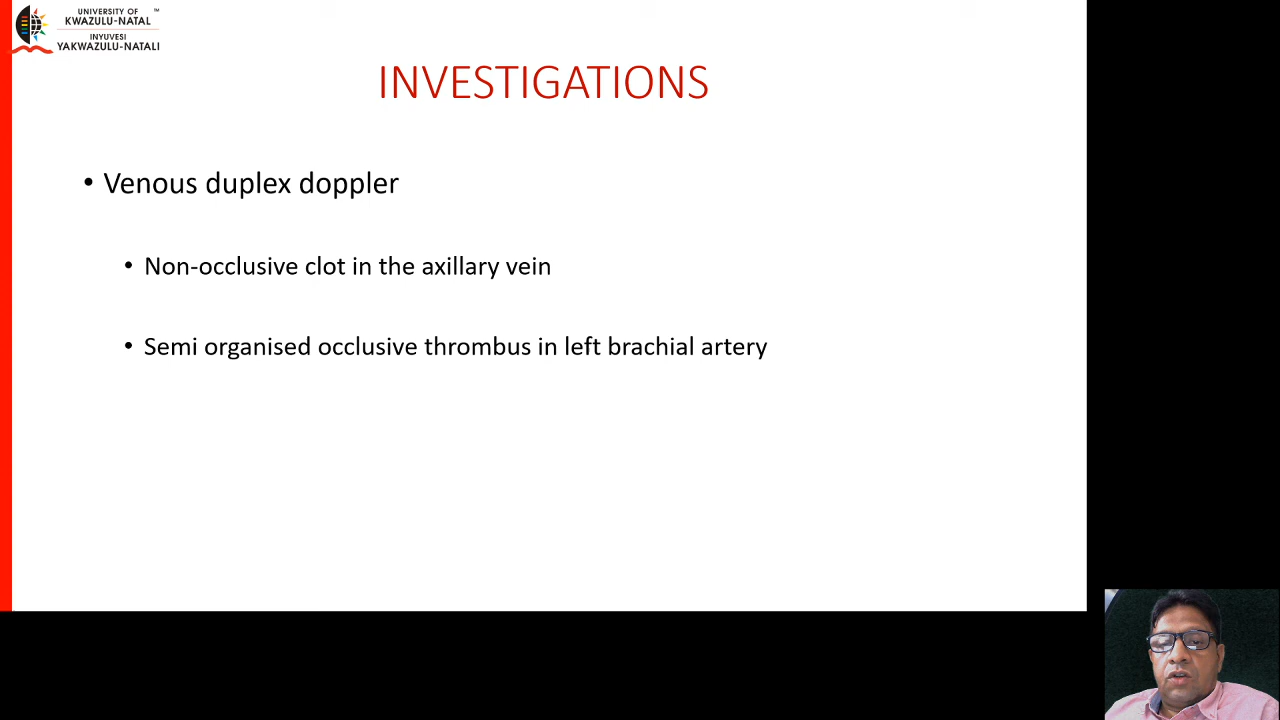 UNIVERSITY OF ™
KWAZULU-NATAL
INYUVESI
YAKWAZULU-NATALI
INVESTIGATIONS
• Venous duplex doppler
• Non-occlusive clot in the axillary vein
• Semi organised occlusive thrombus in left brachial artery